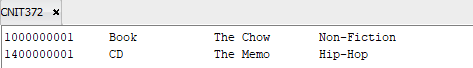 CNIT372 ×
1000000001 Book The Chow Non-Fiction
1400000001 CD The Memo Hip-Hop